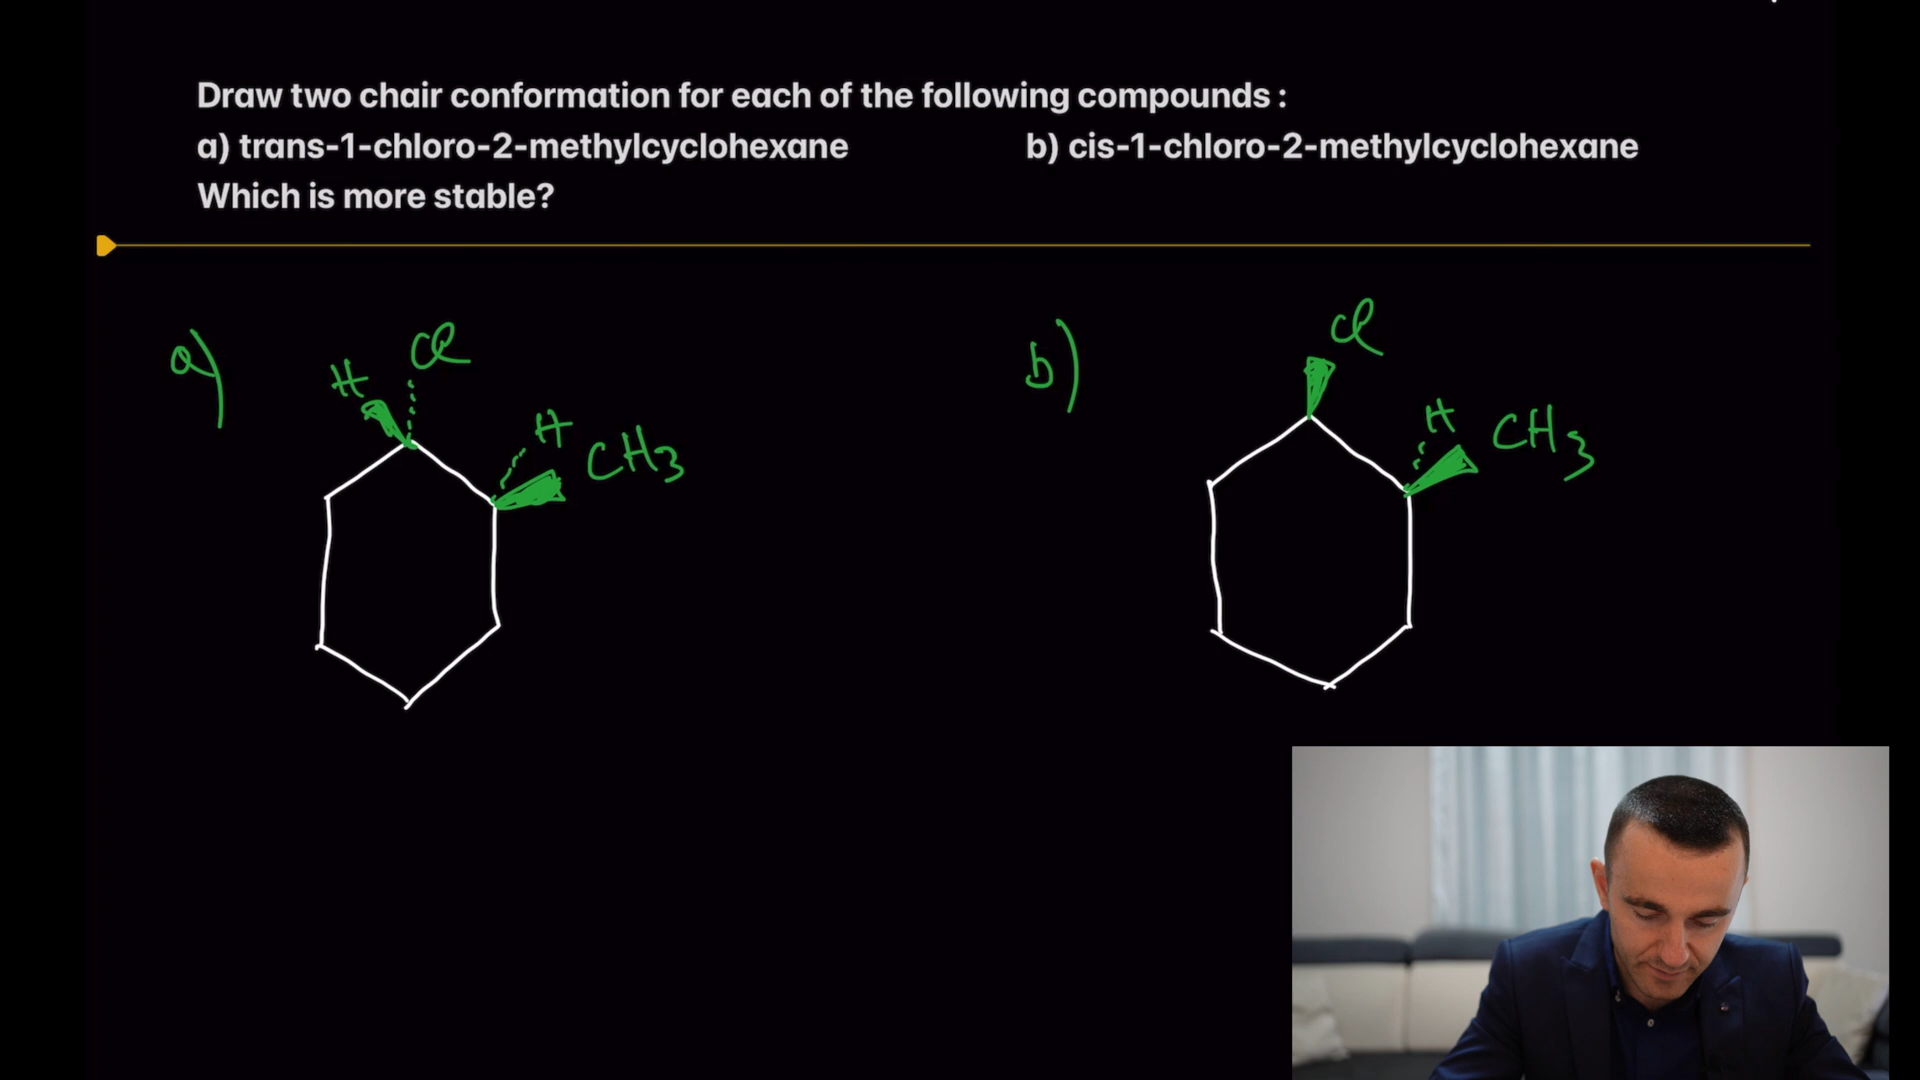 Draw two chair conformation for each of the following compounds :
a) trans-1-chloro-2-methylcyclohexane b) cis-1-chloro-2-methylcyclohexane
Which is more stable?
a)
Cl
H
H
CH3
b)
Cl
H
CH3